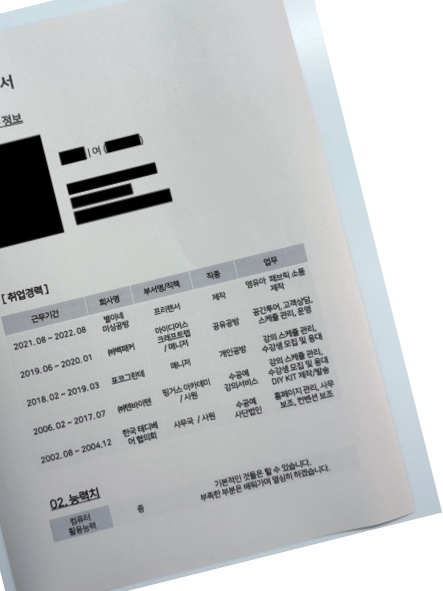 서
정보
| 여 (
[ 취업경력 ]
근무기간 회사명 부서명/직책 직종 업무
2021. 08 ~ 2022. 08 별이네 미싱공방 프리랜서 제작 영유아 패브릭 소품 제작
2019. 06 ~ 2020. 01 ㈜백패커 아이디어스 크래프트랩 / 매니저 공유공방 공간투어, 고객상담, 스케쥴 관리, 운영
2018. 02 ~ 2019. 03 포코그란데 매니저 개인공방 강의 스케쥴 관리, 수강생 모집 및 응대
2006. 02 ~ 2017. 07 ㈜텐바이텐 핑거스 아카데미 / 사원 수공예 강의서비스 강의 스케쥴 관리, 수강생 모집 및 응대 DIY KIT 제작/발송
2002. 08 ~ 2004.12 한국 테디베어 협의회 사무국 / 사원 수공예 사단법인 홈페이지 관리, 사무보조, 컨벤션 보조
02. 능력치
컴퓨터 활용능력 중 기본적인 것들은 할 수 있습니다.
부족한 부분은 배워가며 열심히 하겠습니다.